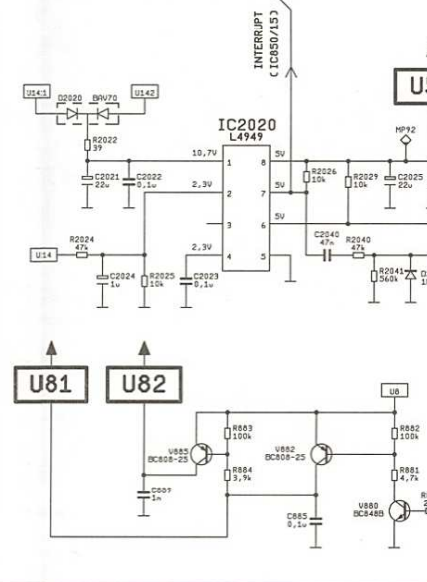 INTERRUPT
(IC850/15)
U14:1
D2020 BAV70
U142
R2022
39
IC2020
L4949
U5
MP92
10,7V
1
8
5V
C2021
22u
C2022
0,1u
R2026
10k
R2029
10k
C2025
22u
2,3V
2
7
5V
3
6
5V
U14
R2024
47k
2,3V
4
5
C2040
47n
R2040
47k
C2024
1u
R2025
10k
C2023
0,1u
R2041
560k
U81
U82
U8
R883
100k
R882
100k
V883
BC808-25
V882
BC808-25
R884
3,9k
R881
4,7k
C887
1n
C885
0,1u
V880
BC848B